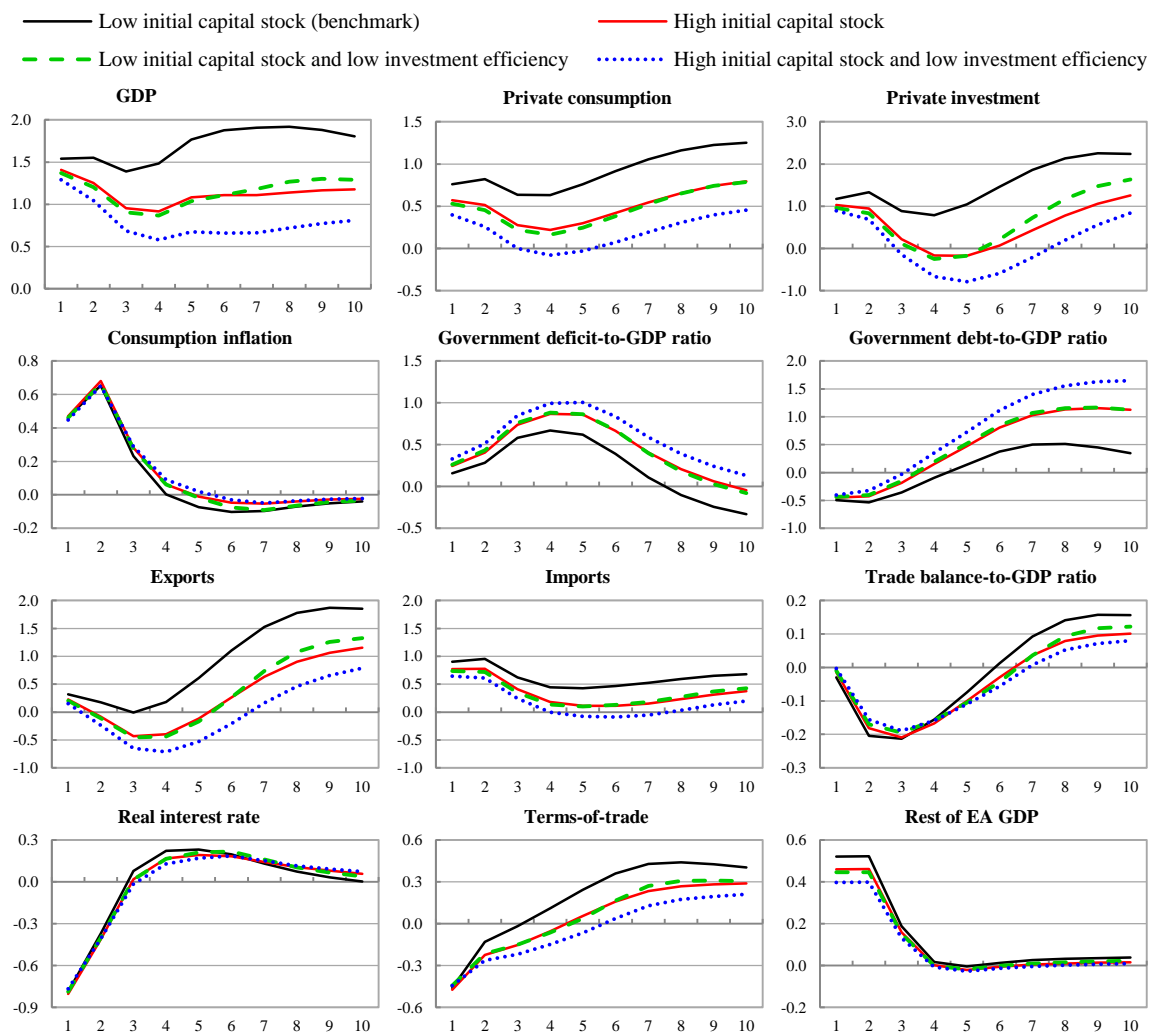 Low initial capital stock (benchmark) High initial capital stock
Low initial capital stock and low investment efficiency High initial capital stock and low investment efficiency
GDP
2.0
1.5
1.0
0.5
0.0
1 2 3 4 5 6 7 8 9 10
Private consumption
1.5
1.0
0.5
0.0
-0.5
1 2 3 4 5 6 7 8 9 10
Private investment
3.0
2.0
1.0
0.0
-1.0
1 2 3 4 5 6 7 8 9 10
Consumption inflation
0.8
0.6
0.4
0.2
0.0
-0.2
1 2 3 4 5 6 7 8 9 10
Government deficit-to-GDP ratio
1.5
1.0
0.5
0.0
-0.5
1 2 3 4 5 6 7 8 9 10
Government debt-to-GDP ratio
2.0
1.5
1.0
0.5
0.0
-0.5
-1.0
1 2 3 4 5 6 7 8 9 10
Exports
2.0
1.5
1.0
0.5
0.0
-0.5
-1.0
1 2 3 4 5 6 7 8 9 10
Imports
2.0
1.5
1.0
0.5
0.0
-0.5
-1.0
1 2 3 4 5 6 7 8 9 10
Trade balance-to-GDP ratio
0.2
0.1
0.0
-0.1
-0.2
-0.3
1 2 3 4 5 6 7 8 9 10
Real interest rate
0.3
0.0
-0.3
-0.6
-0.9
1 2 3 4 5 6 7 8 9 10
Terms-of-trade
0.6
0.3
0.0
-0.3
-0.6
1 2 3 4 5 6 7 8 9 10
Rest of EA GDP
0.6
0.4
0.2
0.0
-0.2
1 2 3 4 5 6 7 8 9 10